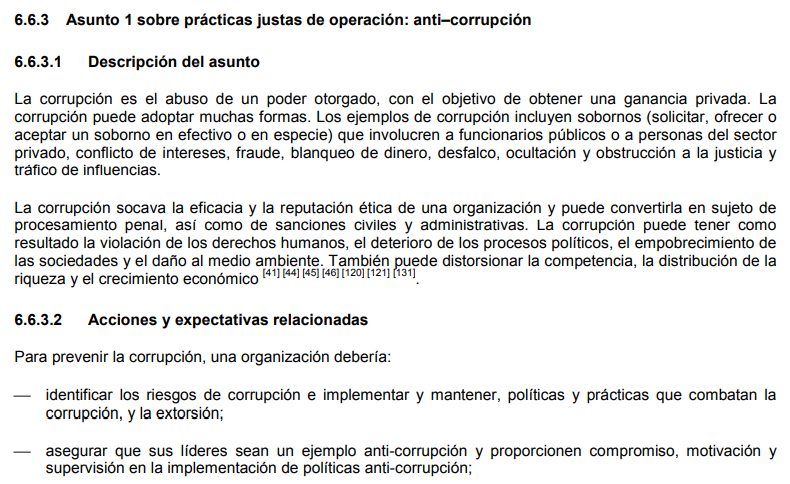 6.6.3 Asunto 1 sobre prácticas justas de operación: anti–corrupción
6.6.3.1 Descripción del asunto
La corrupción es el abuso de un poder otorgado, con el objetivo de obtener una ganancia privada. La
corrupción puede adoptar muchas formas. Los ejemplos de corrupción incluyen sobornos (solicitar, ofrecer o
aceptar un soborno en efectivo o en especie) que involucren a funcionarios públicos o a personas del sector
privado, conflicto de intereses, fraude, blanqueo de dinero, desfalco, ocultación y obstrucción a la justicia y
tráfico de influencias.
La corrupción socava la eficacia y la reputación ética de una organización y puede convertirla en sujeto de
procesamiento penal, así como de sanciones civiles y administrativas. La corrupción puede tener como
resultado la violación de los derechos humanos, el deterioro de los procesos políticos, el empobrecimiento de
las sociedades y el daño al medio ambiente. También puede distorsionar la competencia, la distribución de la
riqueza y el crecimiento económico [41] [44] [45] [46] [120] [121] [131].
6.6.3.2 Acciones y expectativas relacionadas
Para prevenir la corrupción, una organización debería:
— identificar los riesgos de corrupción e implementar y mantener, políticas y prácticas que combatan la
corrupción, y la extorsión;
— asegurar que sus líderes sean un ejemplo anti-corrupción y proporcionen compromiso, motivación y
supervisión en la implementación de políticas anti-corrupción;